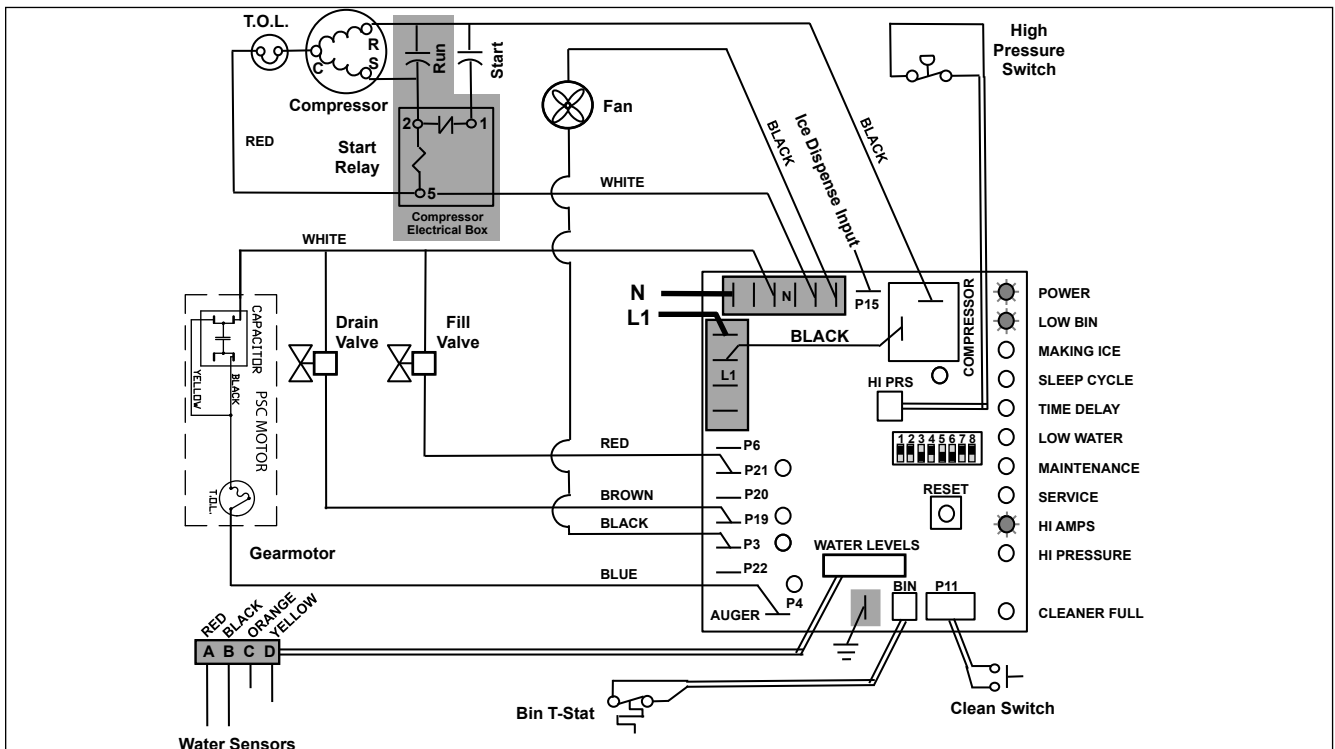 T.O.L.
R
S
C
Compressor
Run
Start
RED
Start
Relay
2
1
5
Compressor
Electrical Box
WHITE
Fan
BLACK
Ice Dispense Input
BLACK
High
Pressure
Switch
WHITE
CAPACITOR
YELLOW
BLACK
PSC MOTOR
T.O.L.
Gearmotor
Drain
Valve
Fill
Valve
N
L1
N
P15
BLACK
L1
COMPRESSOR
HI PRS
1 2 3 4 5 6 7 8
RESET
RED
BROWN
BLACK
BLUE
P6
P21
P20
P19
P3
P22
P4
AUGER
WATER LEVELS
BIN
P11
POWER
LOW BIN
MAKING ICE
SLEEP CYCLE
TIME DELAY
LOW WATER
MAINTENANCE
SERVICE
HI AMPS
HI PRESSURE
CLEANER FULL
RED
BLACK
ORANGE
YELLOW
A B C D
Water Sensors
Bin T-Stat
Clean Switch